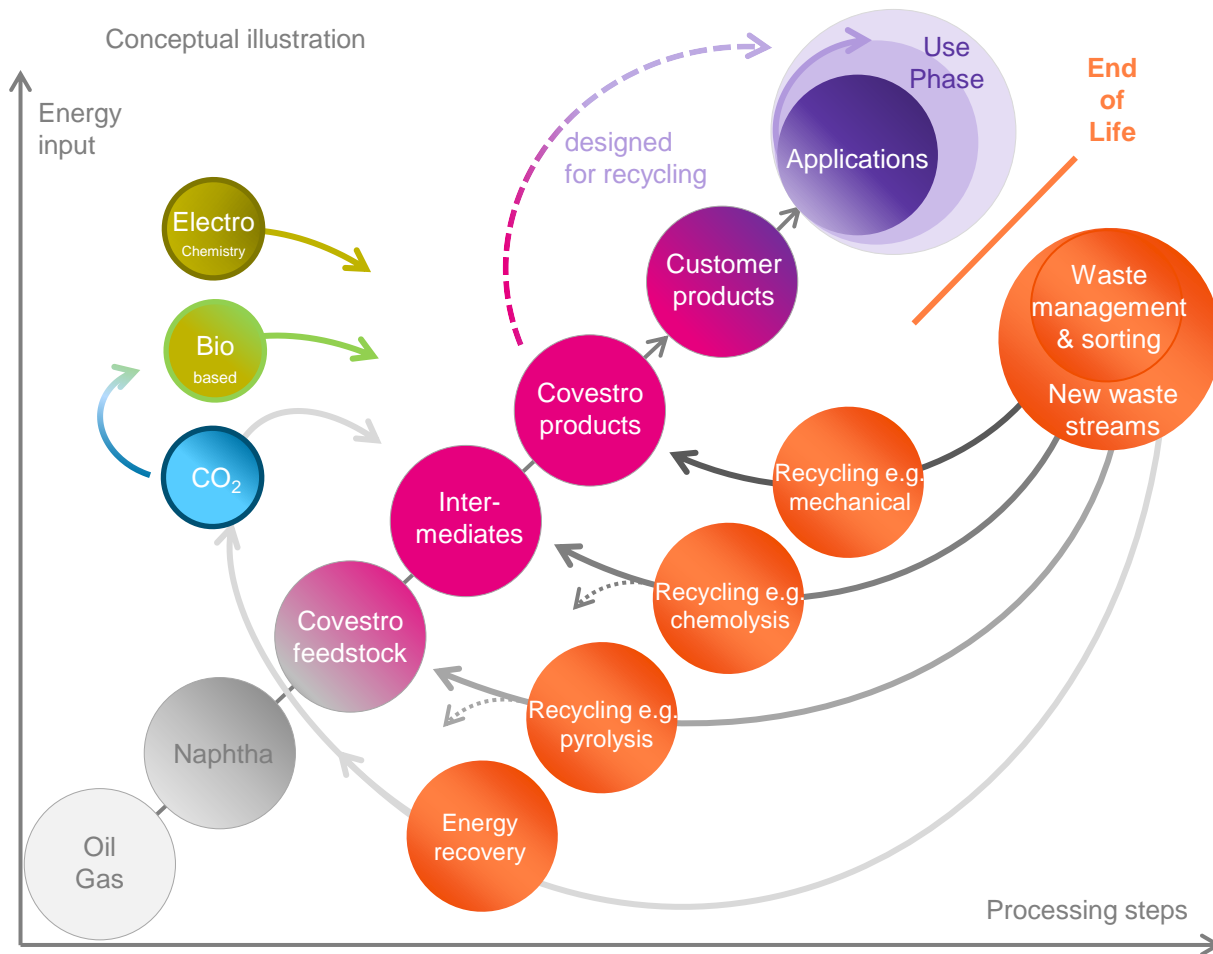 Conceptual illustration
Energy
input
Use
Phase
End
of
Life
designed
for recycling
Applications
Electro
Chemistry
Customer
products
Waste
management
& sorting
New waste
streams
Bio
based
Covestro
products
CO₂
Recycling e.g.
mechanical
Inter-
mediates
Recycling e.g.
chemolysis
Covestro
feedstock
Recycling e.g.
pyrolysis
Naphtha
Energy
recovery
Oil
Gas
Processing steps